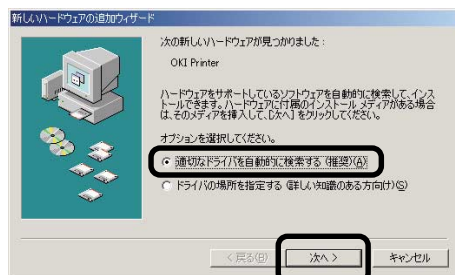 新しいハードウェアの追加ウィザード
次の新しいハードウェアが見つかりました:
OKI Printer
ハードウェアをサポートしているソフトウェアを自動的に検索して、インス
トールできます。ハードウェアに付属のインストール メディアがある場合
は、そのメディアを挿入して、[次へ] をクリックしてください。
オプションを選択してください。
適切なドライバを自動的に検索する (推奨)(A)
ドライバの場所を指定する (詳しい知識のある方向け)(S)
< 戻る(B)
次へ >
キャンセル